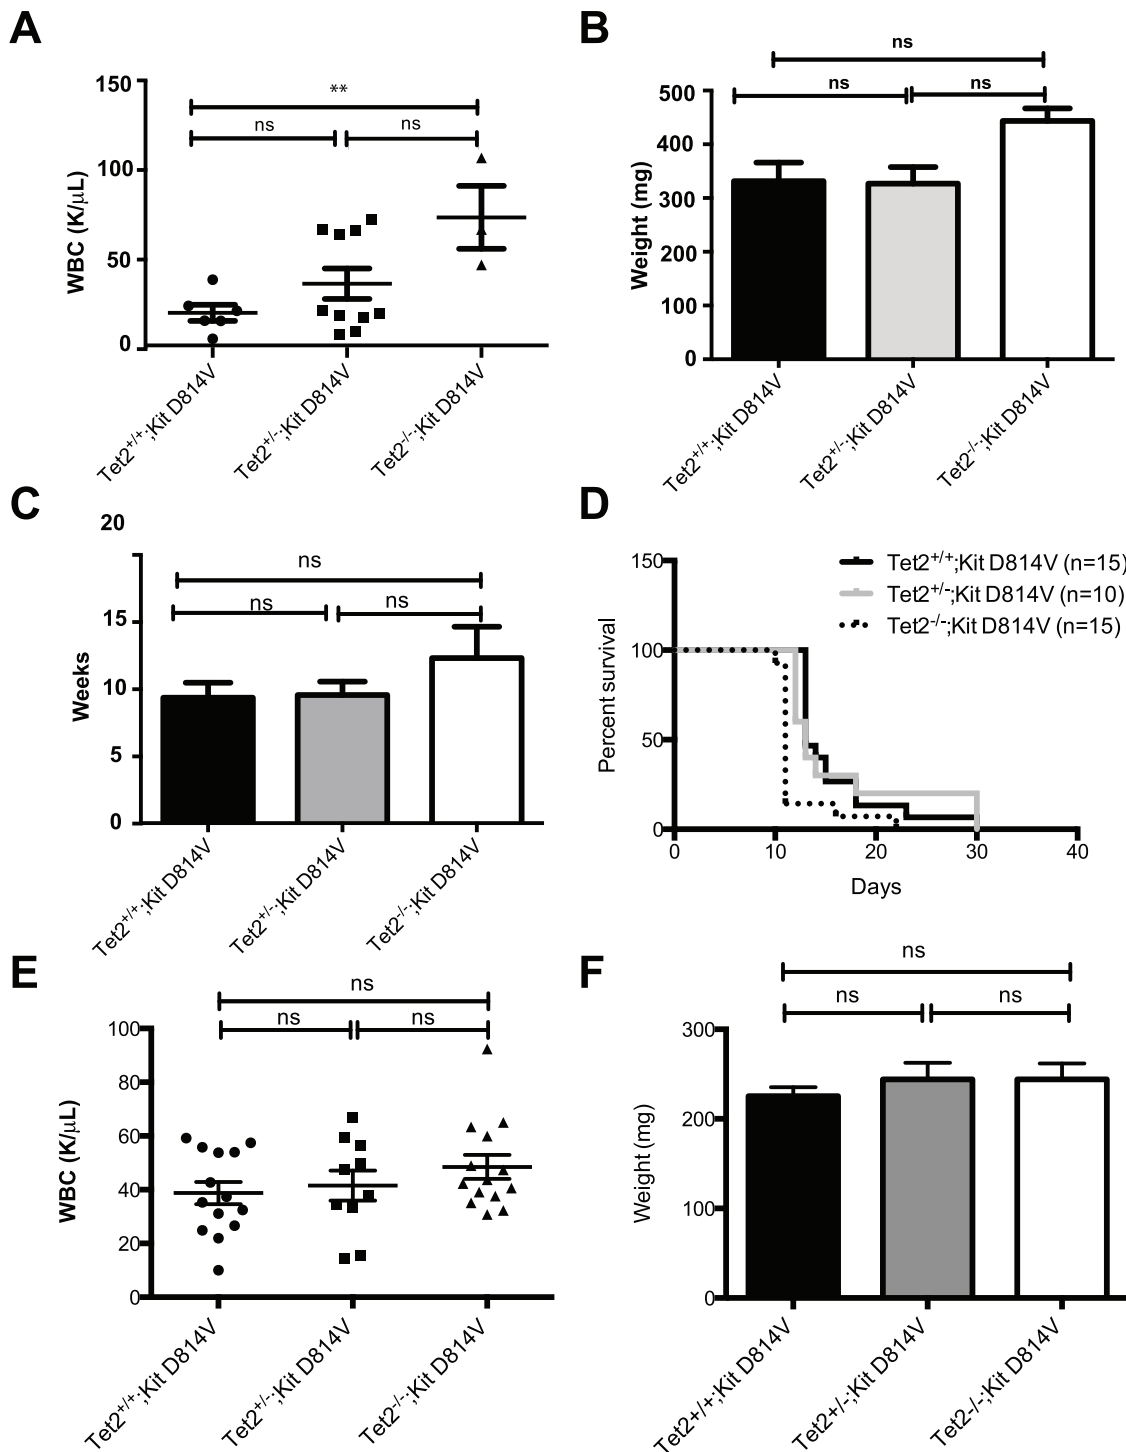 A
150
100
50
0
WBC (K/µL)
**
ns
ns
Tet2+/+;Kit D814V
Tet2+/-;Kit D814V
Tet2-/-;Kit D814V
B
500
400
300
200
100
0
Weight (mg)
ns
ns
ns
Tet2+/+;Kit D814V
Tet2+/-;Kit D814V
Tet2-/-;Kit D814V
C
20
15
10
5
0
Weeks
ns
ns
ns
Tet2+/+;Kit D814V
Tet2+/-;Kit D814V
Tet2-/-;Kit D814V
D
150
100
50
0
Percent survival
Tet2+/+;Kit D814V (n=15)
Tet2+/-;Kit D814V (n=10)
Tet2-/-;Kit D814V (n=15)
0 10 20 30 40
Days
E
100
80
60
40
20
0
WBC (K/µL)
ns
ns
ns
Tet2+/+;Kit D814V
Tet2+/-;Kit D814V
Tet2-/-;Kit D814V
F
300
200
100
0
Weight (mg)
ns
ns
ns
Tet2+/+;Kit D814V
Tet2+/-;Kit D814V
Tet2-/-;Kit D814V